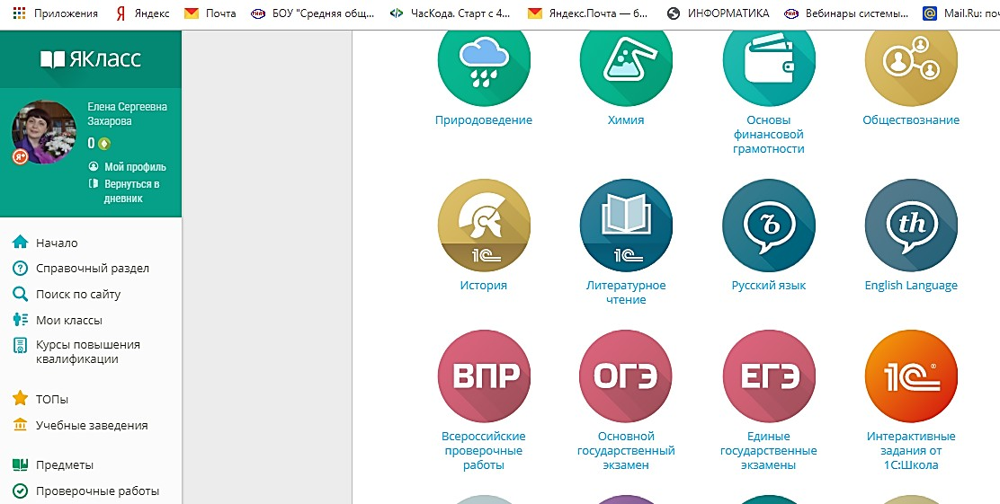 Приложения
Яндекс
Почта
БОУ "Средняя общ...
ЧасКода. Старт с 4...
Яндекс.Почта — б...
ИНФОРМАТИКА
Вебинары системы...
Mail.Ru: поч
ЯКласс
Елена Сергеевна
Захарова
0
Я+
Мой профиль
Вернуться в
дневник
Начало
Справочный раздел
Поиск по сайту
Мои классы
Курсы повышения
квалификации
ТОПы
Учебные заведения
Предметы
Проверочные работы
Природоведение
Химия
Основы
финансовой
грамотности
Обществознание
1С
История
1С
Литературное
чтение
Ѣ
Русский язык
th
English Language
ВПР
Всероссийские
проверочные
работы
ОГЭ
Основной
государственный
экзамен
ЕГЭ
Единые
государственные
экзамены
1С®
Интерактивные
задания от
1С:Школа